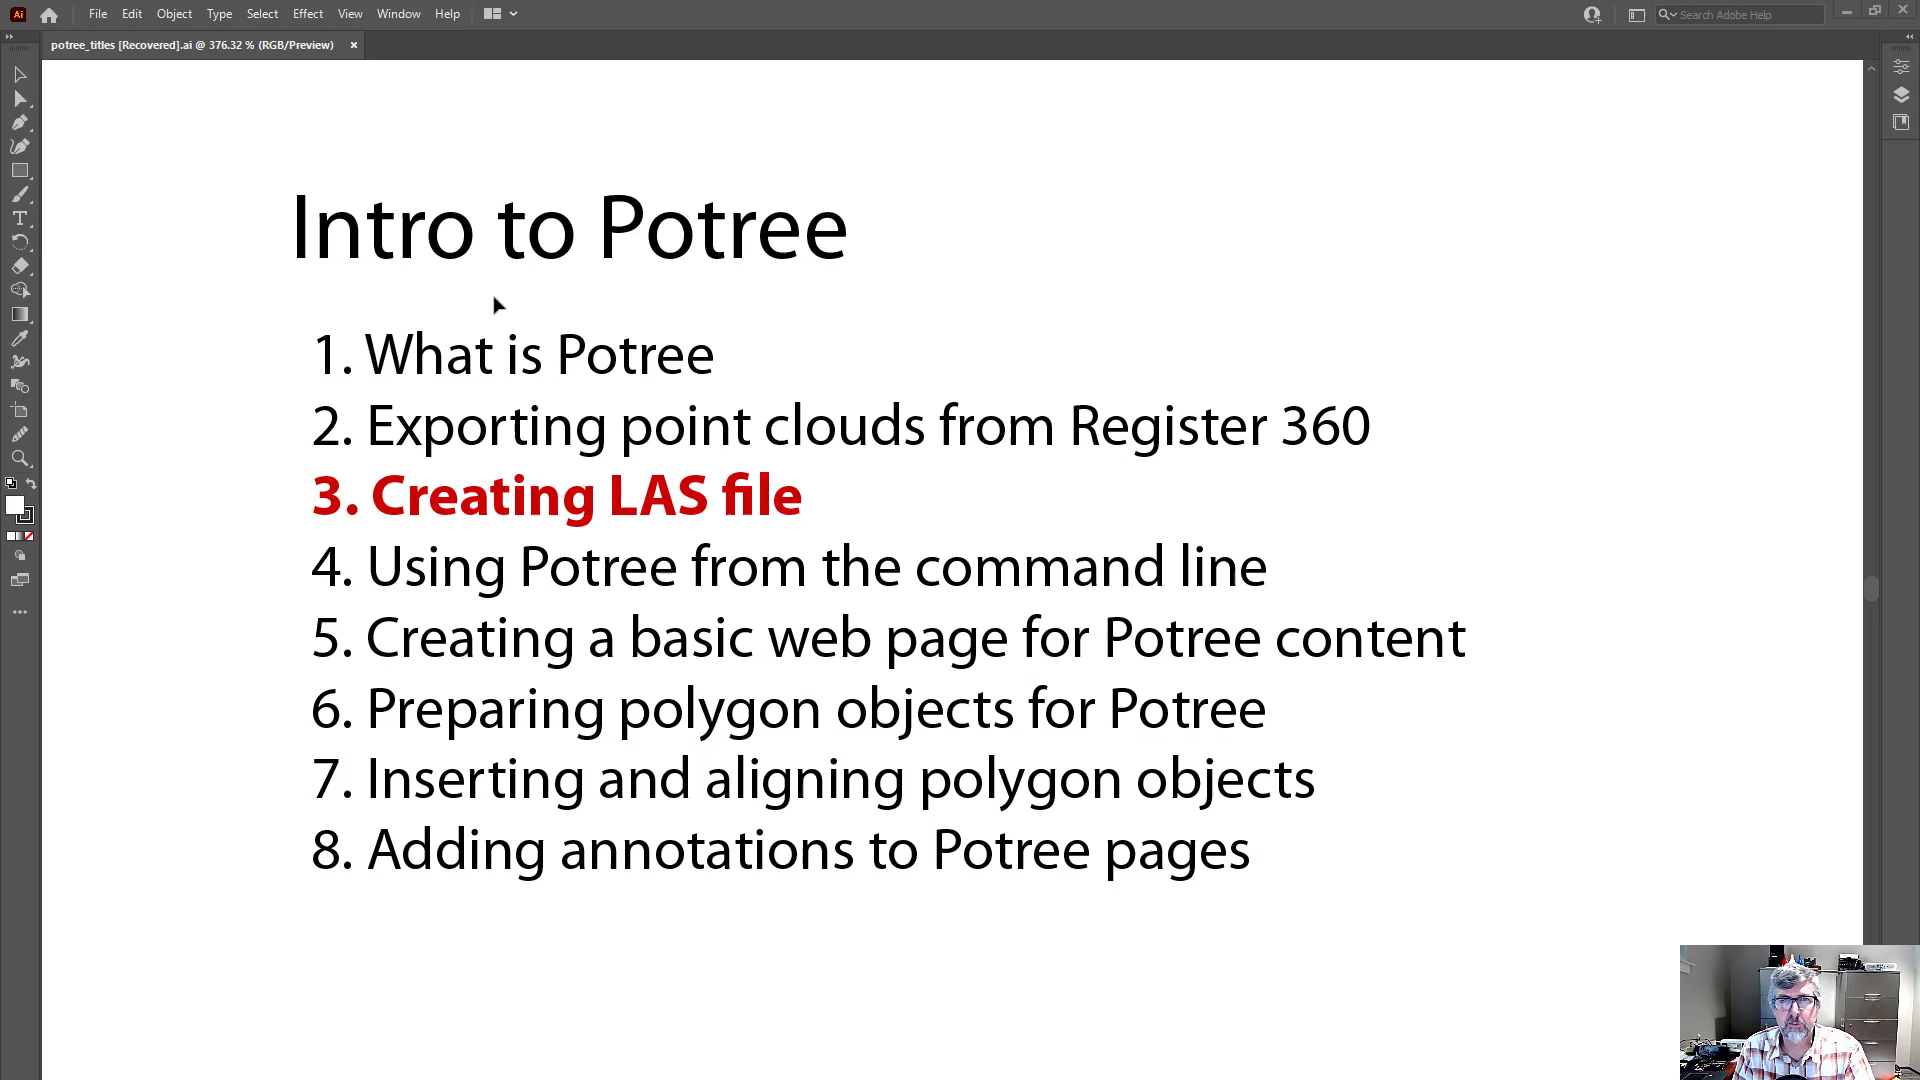 Ai File Edit Object Type Select Effect View Window Help Search Adobe Help
potree_titles [Recovered].ai @ 376.32 % (RGB/Preview) ×
Intro to Potree
1. What is Potree
2. Exporting point clouds from Register 360
3. Creating LAS file
4. Using Potree from the command line
5. Creating a basic web page for Potree content
6. Preparing polygon objects for Potree
7. Inserting and aligning polygon objects
8. Adding annotations to Potree pages